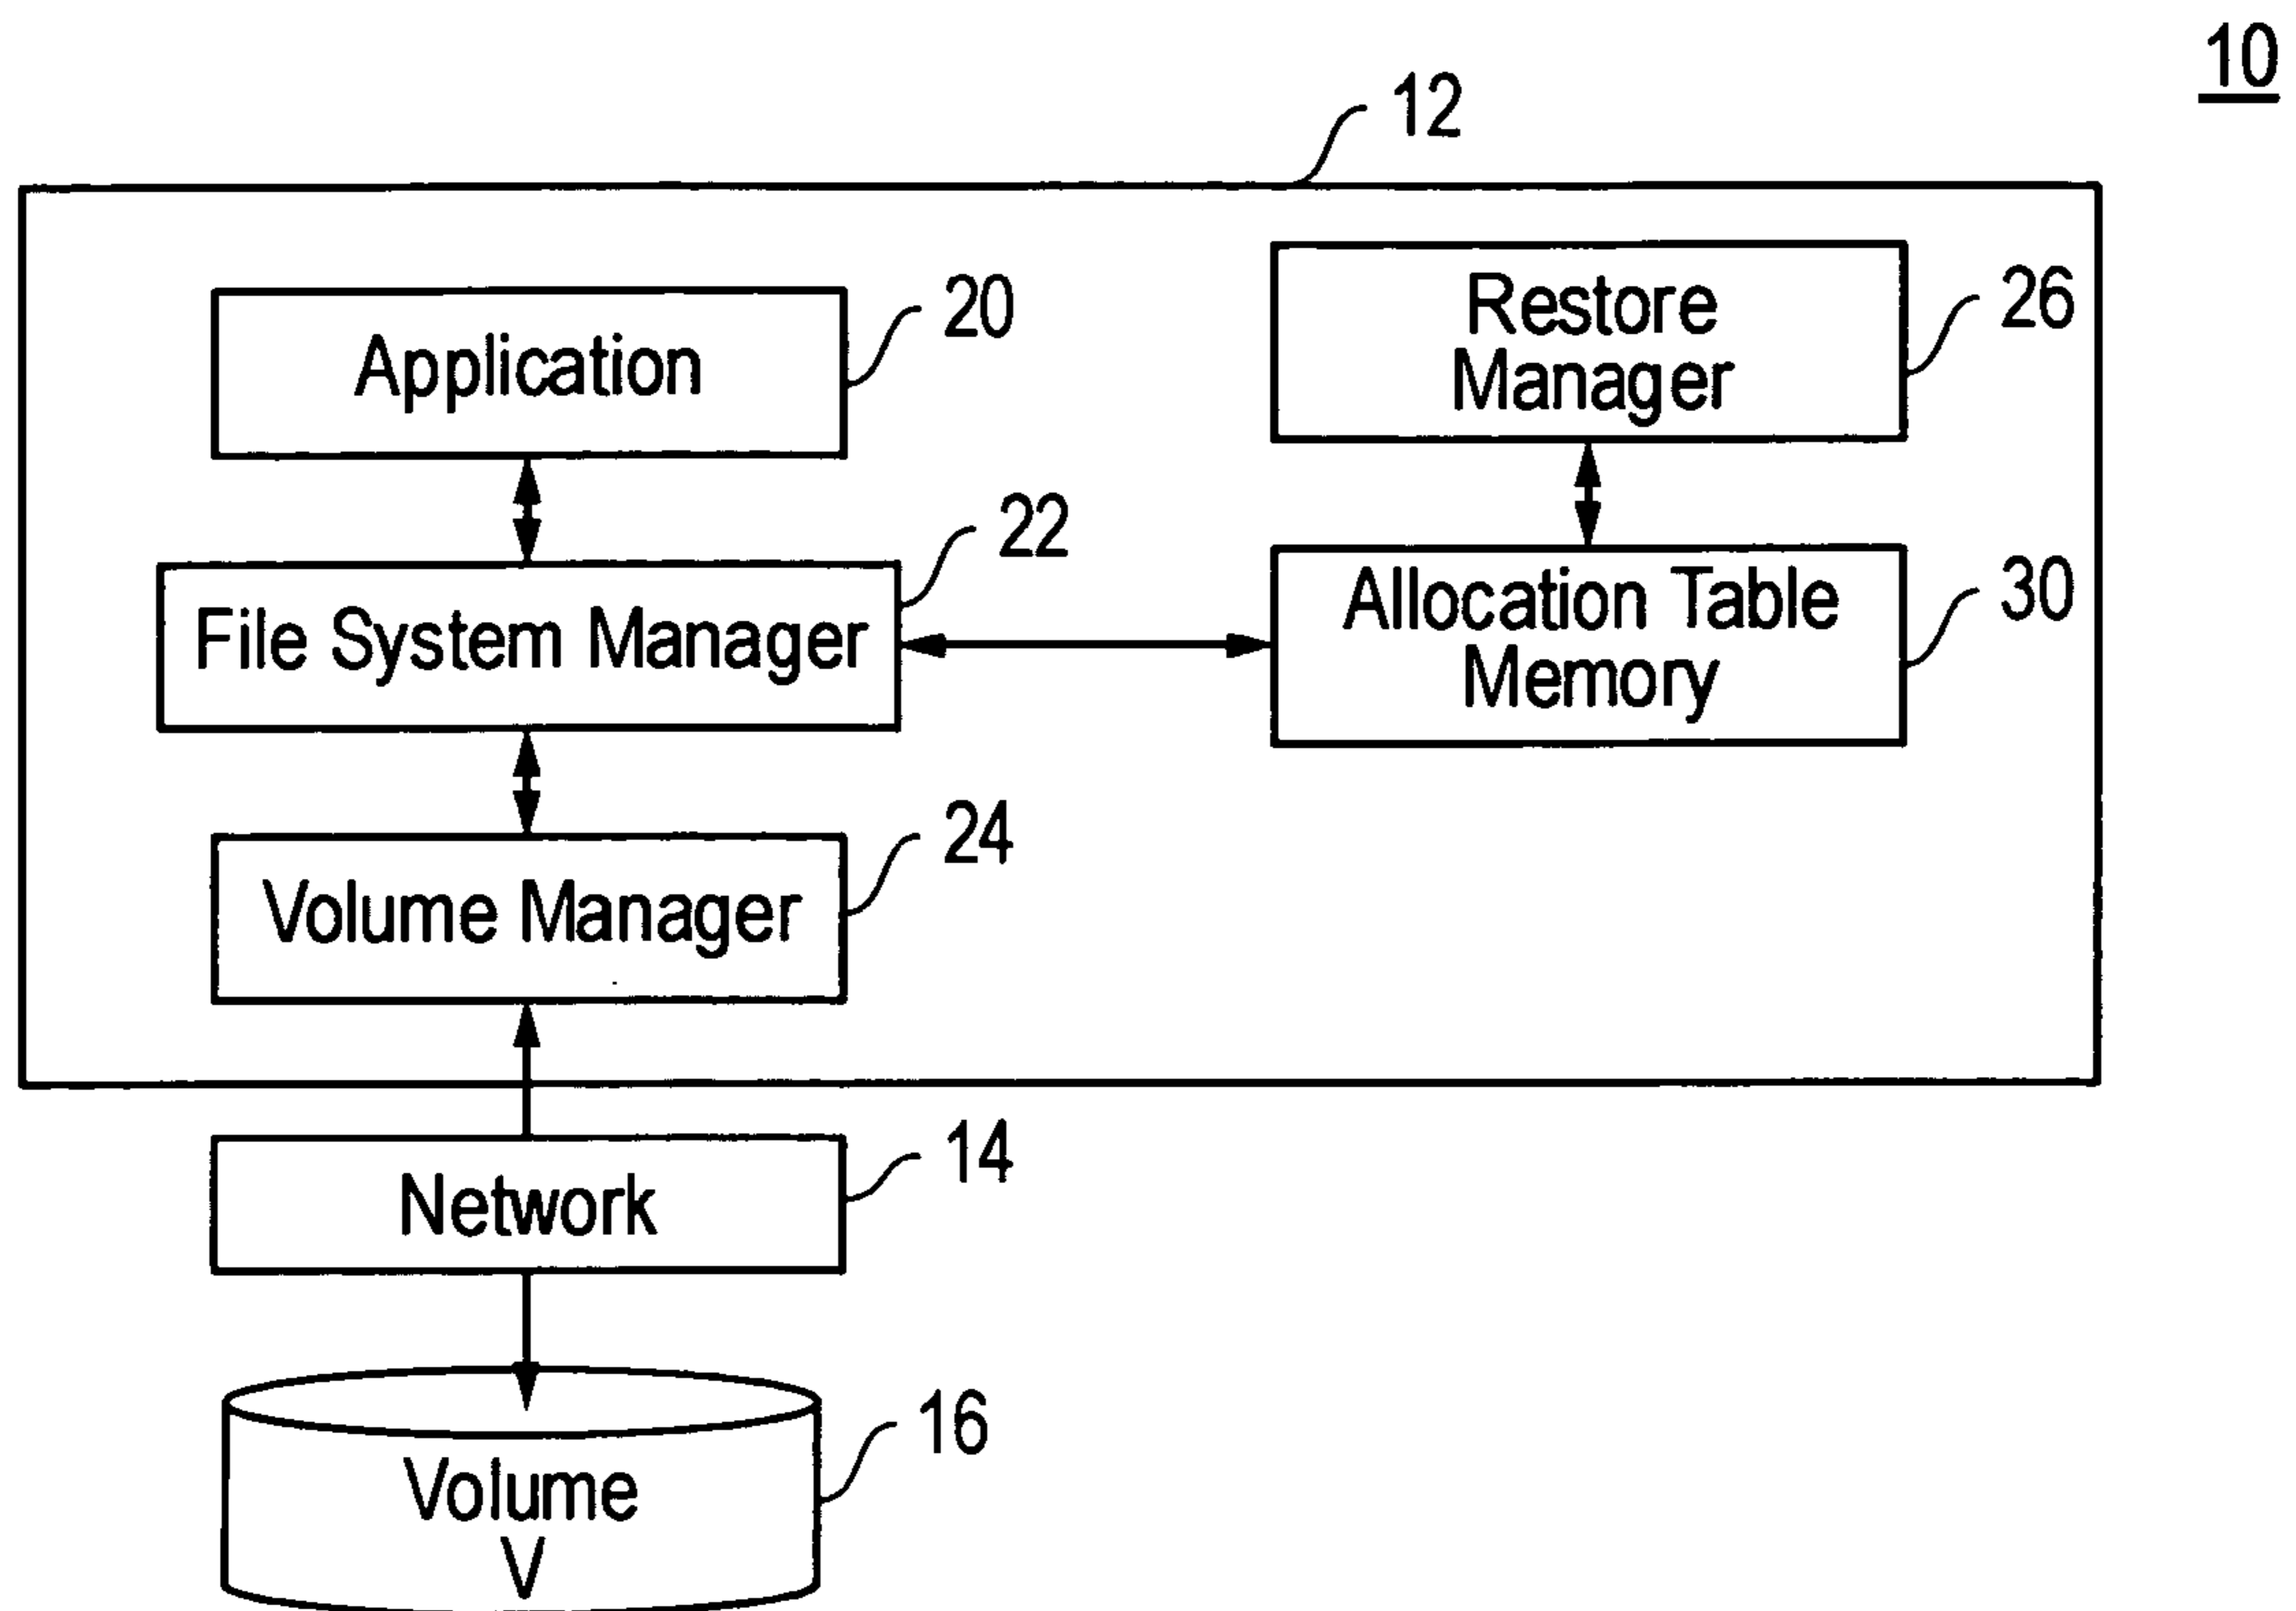 10
12
Application
20
Restore
Manager
26
File System Manager
22
Allocation Table
Memory
30
Volume Manager
24
Network
14
Volume
V
16